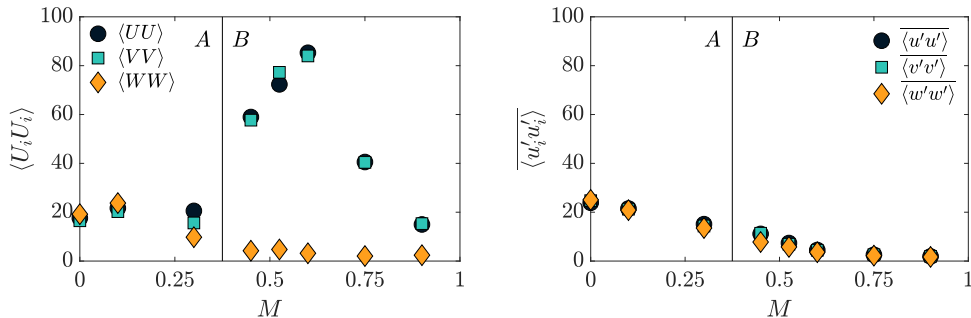 100
80
60
40
20
0
⟨U_iU_i⟩
⟨UU⟩
⟨VV⟩
⟨WW⟩
A B
0 0.25 0.5 0.75 1
M
100
80
60
40
20
0
\overline{⟨u'_iu'_i⟩}
A B
\overline{⟨u'u'⟩}
\overline{⟨v'v'⟩}
\overline{⟨w'w'⟩}
0 0.25 0.5 0.75 1
M